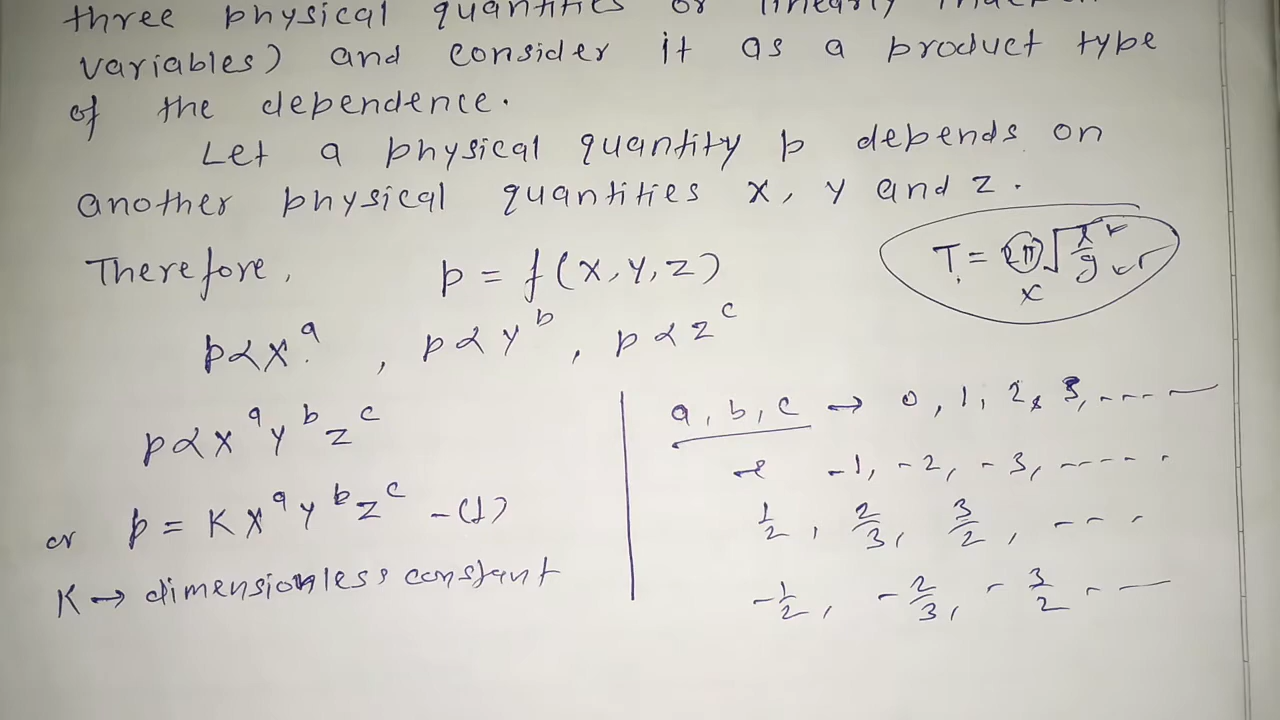 three physical quantities or linearly
variables) and consider it as a product type
of the dependence.
Let a physical quantity p depends on
another physical quantities x, y and z.
Therefore, p = f(x,y,z)
T = 2π√
x
p∝x^a, p∝y^b, p∝z^c
p∝x^a y^b z^c
or p = K x^a y^b z^c -(1)
K → dimensionless constant
a, b, c → 0, 1, 2, 3, ----
-1, -2, -3, -----
1/2, 2/3, 3/2, ---
-1/2, -2/3, -3/2 ---